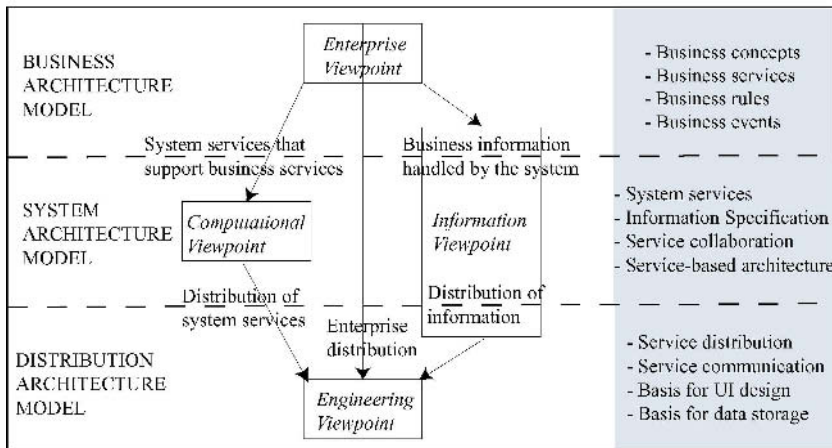 BUSINESS
ARCHITECTURE
MODEL
Enterprise
Viewpoint
- Business concepts
- Business services
- Business rules
- Business events
System services that
support business services
Business information
handled by the system
SYSTEM
ARCHITECTURE
MODEL
Computational
Viewpoint
Information
Viewpoint
- System services
- Information Specification
- Service collaboration
- Service-based architecture
Distribution of
system services
Enterprise
distribution
Distribution of
information
DISTRIBUTION
ARCHITECTURE
MODEL
Engineering
Viewpoint
- Service distribution
- Service communication
- Basis for UI design
- Basis for data storage